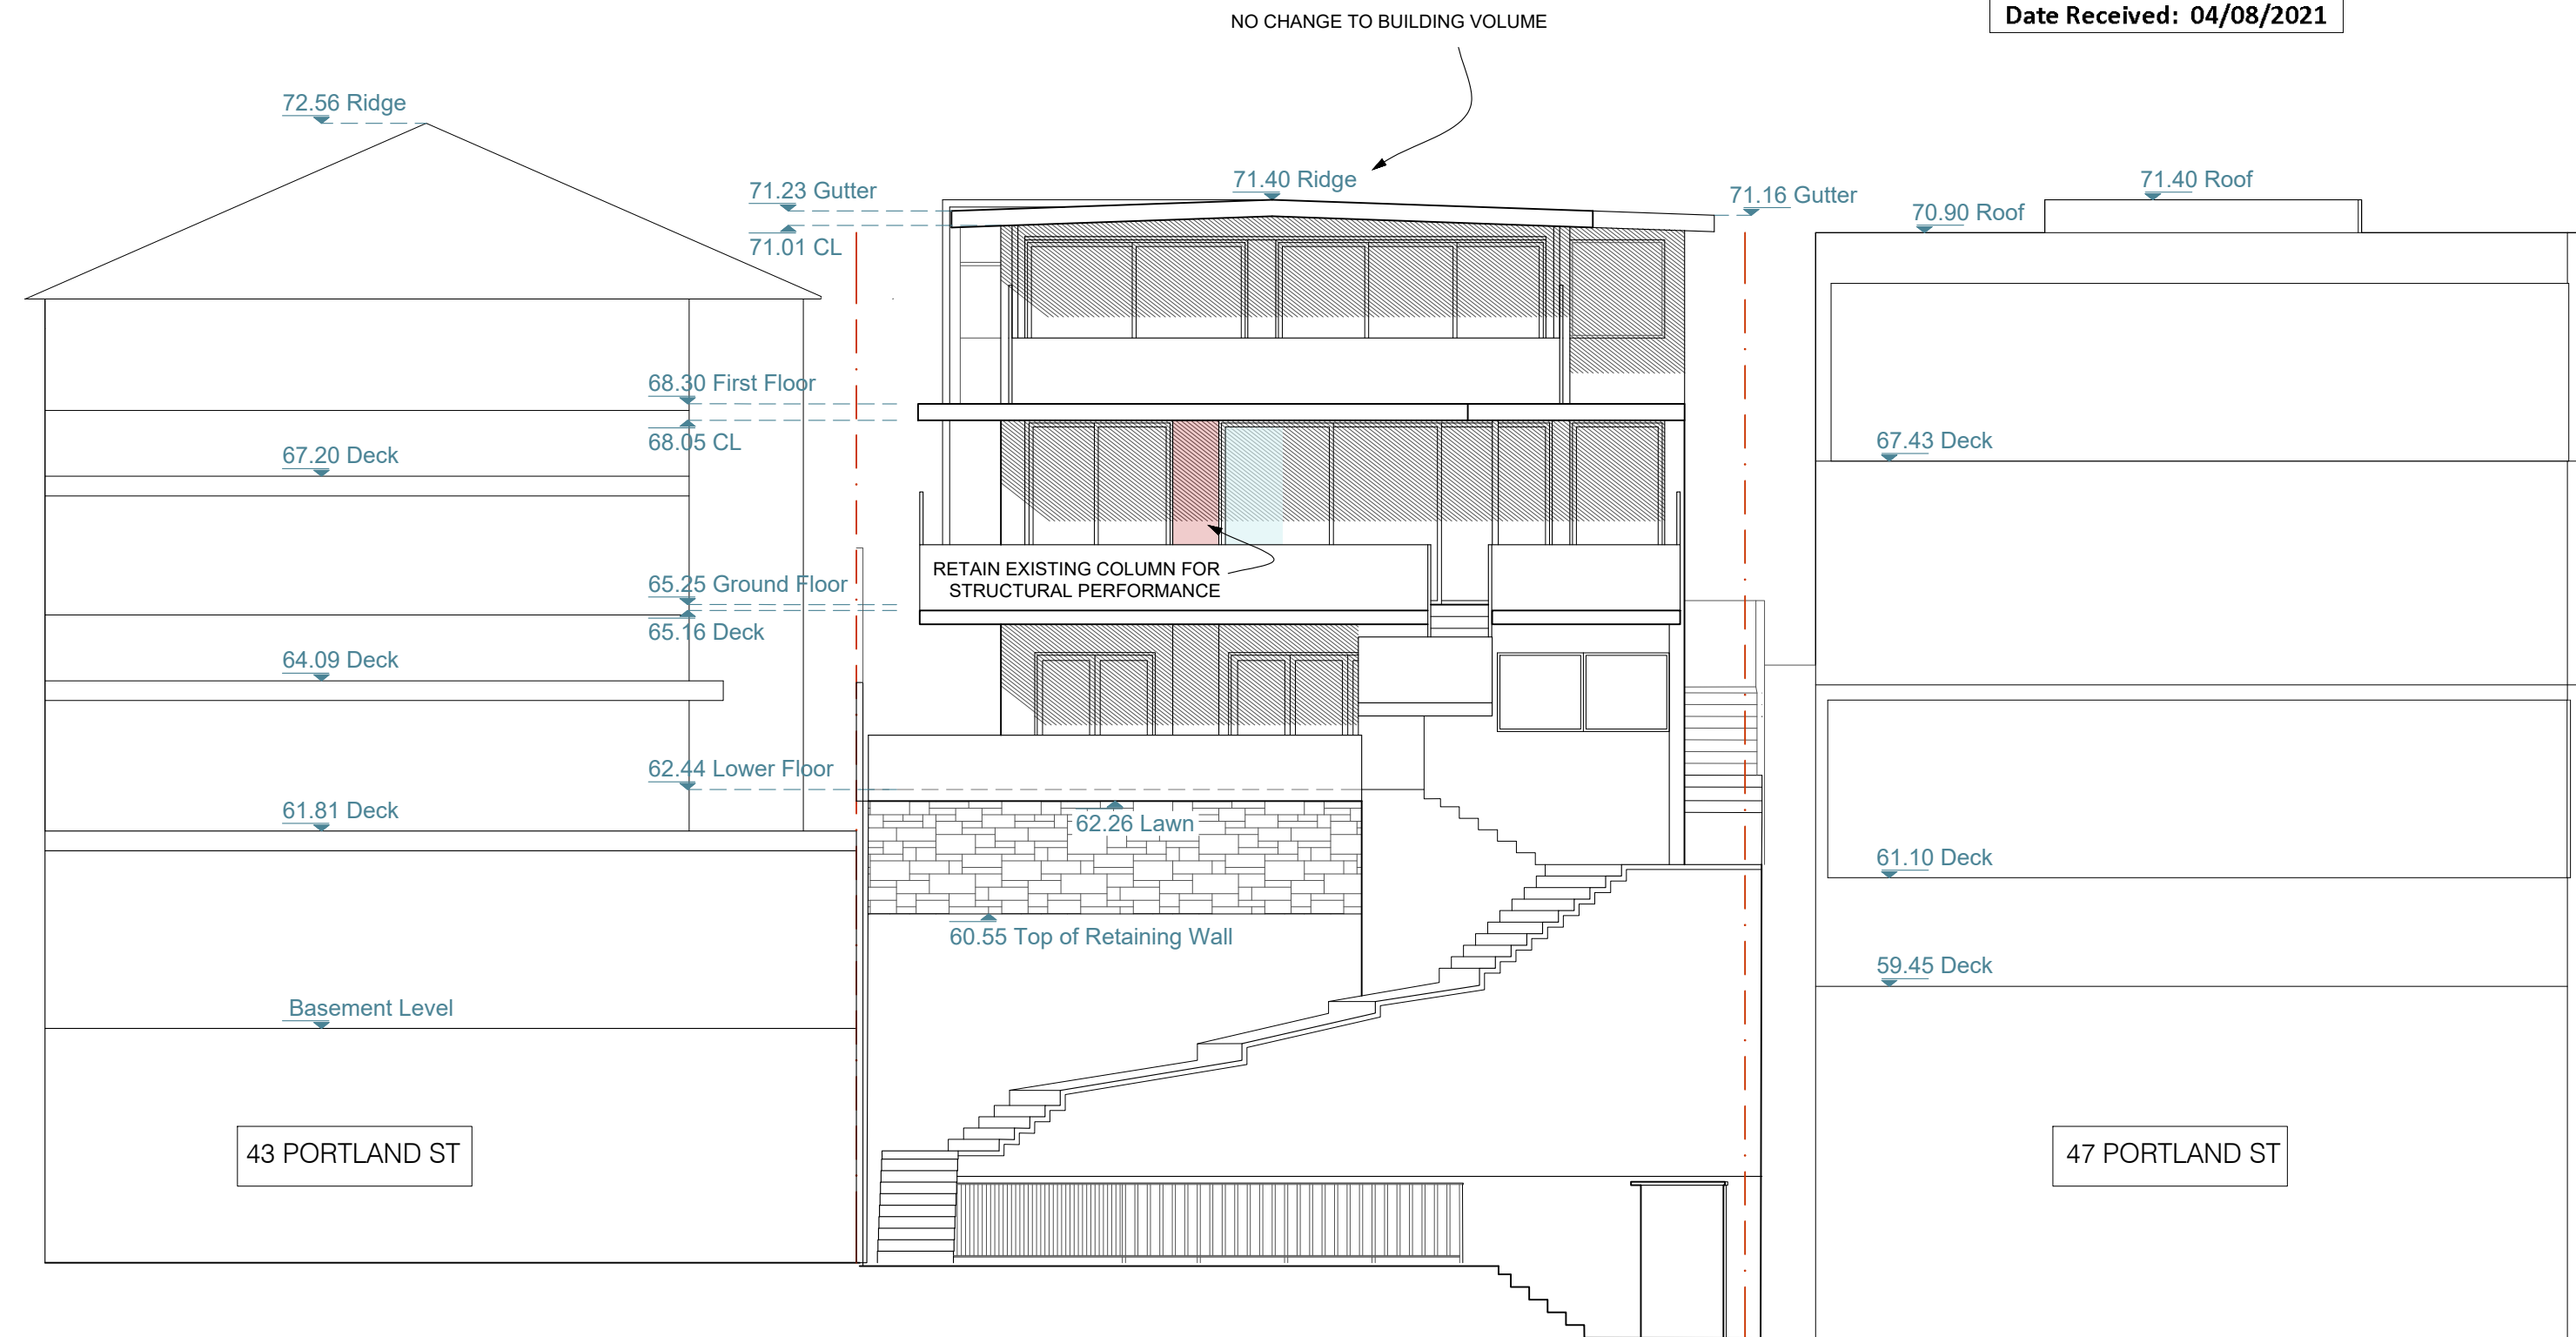 Date Received: 04/08/2021
NO CHANGE TO BUILDING VOLUME
72.56 Ridge
71.23 Gutter
71.40 Ridge
71.16 Gutter
71.40 Roof
70.90 Roof
71.01 CL
68.30 First Floor
68.05 CL
67.20 Deck
67.43 Deck
RETAIN EXISTING COLUMN FOR
STRUCTURAL PERFORMANCE
65.25 Ground Floor
65.16 Deck
64.09 Deck
62.44 Lower Floor
61.81 Deck
62.26 Lawn
61.10 Deck
60.55 Top of Retaining Wall
59.45 Deck
Basement Level
43 PORTLAND ST
47 PORTLAND ST